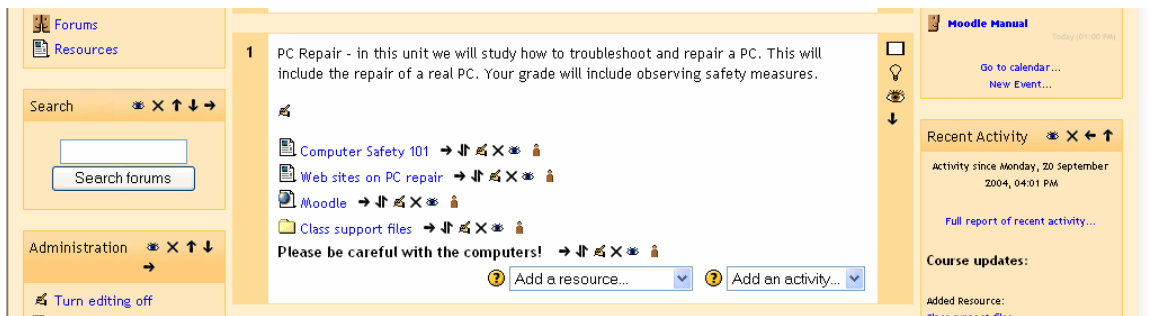 Forums
Resources
Search
Search forums
Administration
Turn editing off
1
PC Repair - in this unit we will study how to troubleshoot and repair a PC. This will
include the repair of a real PC. Your grade will include observing safety measures.
Computer Safety 101
Web sites on PC repair
Moodle
Class support files
Please be careful with the computers!
Add a resource...
Add an activity...
Moodle Manual
Today (01:00 PM)
Go to calendar...
New Event...
Recent Activity
Activity since Monday, 20 September
2004, 04:01 PM
Full report of recent activity...
Course updates:
Added Resource:
Class support files